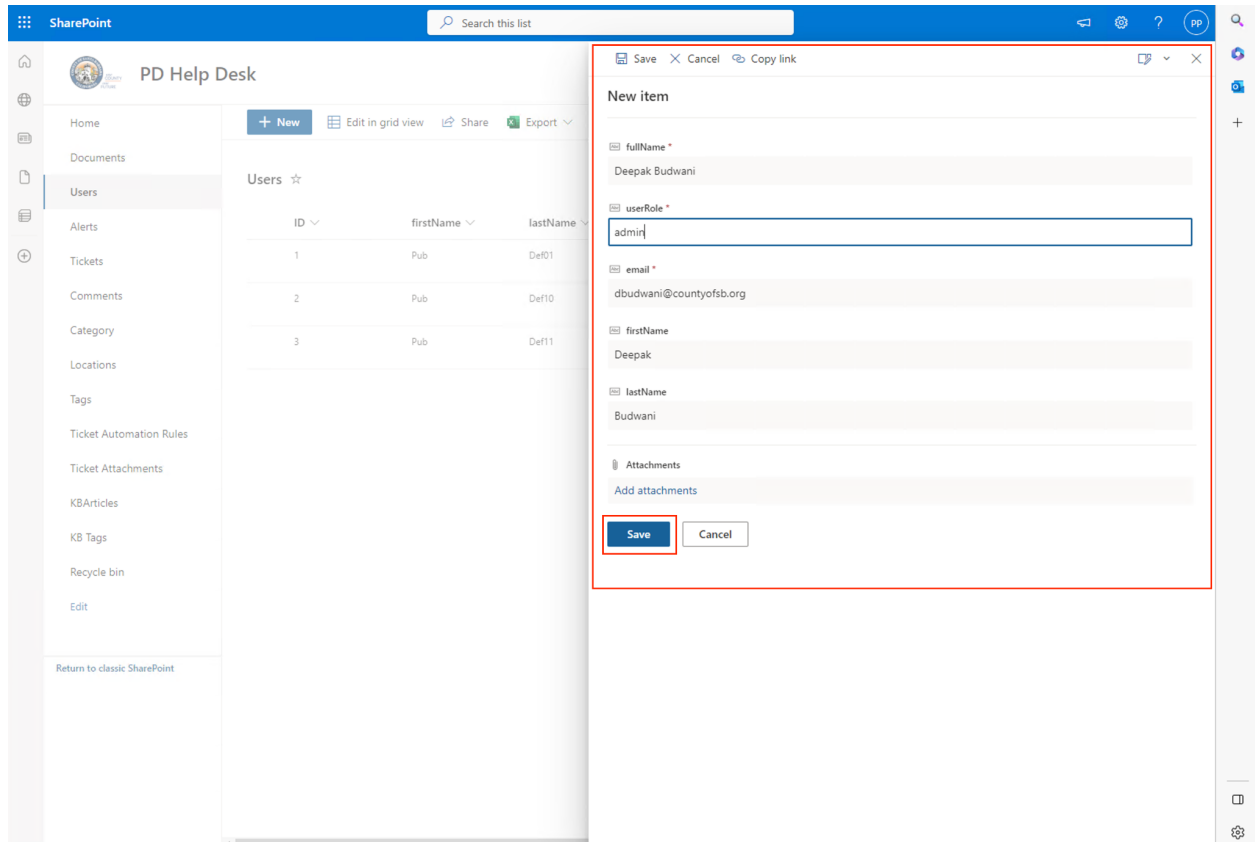 SharePoint
Search this list
PP
PD Help Desk
Home
Documents
Users
Alerts
Tickets
Comments
Category
Locations
Tags
Ticket Automation Rules
Ticket Attachments
KBArticles
KB Tags
Recycle bin
Edit
Return to classic SharePoint
New
Edit in grid view
Share
Export
Users
ID firstName lastName
1 Pub Def01
2 Pub Def10
3 Pub Def11
Save Cancel Copy link
New item
fullName *
Deepak Budwani
userRole *
admin
email *
dbudwani@countyofsb.org
firstName
Deepak
lastName
Budwani
Attachments
Add attachments
Save Cancel